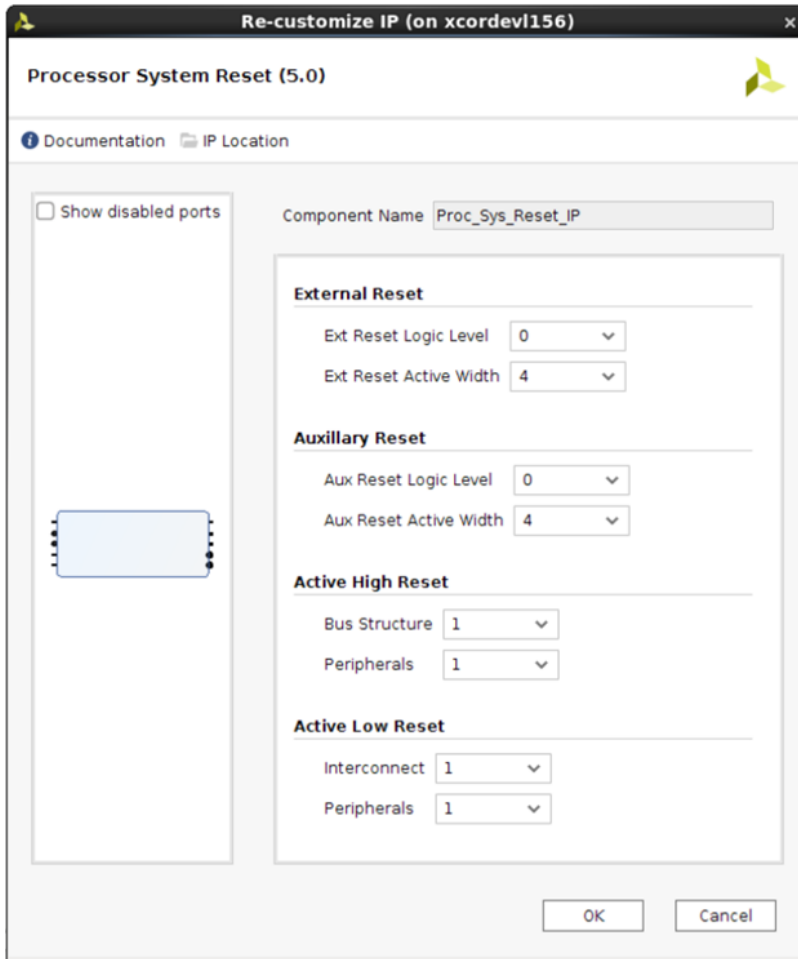 Re-customize IP (on xcordevl156)
Processor System Reset (5.0)
Documentation IP Location
Show disabled ports
Component Name Proc_Sys_Reset_IP
External Reset
Ext Reset Logic Level 0
Ext Reset Active Width 4
Auxillary Reset
Aux Reset Logic Level 0
Aux Reset Active Width 4
Active High Reset
Bus Structure 1
Peripherals 1
Active Low Reset
Interconnect 1
Peripherals 1
OK Cancel